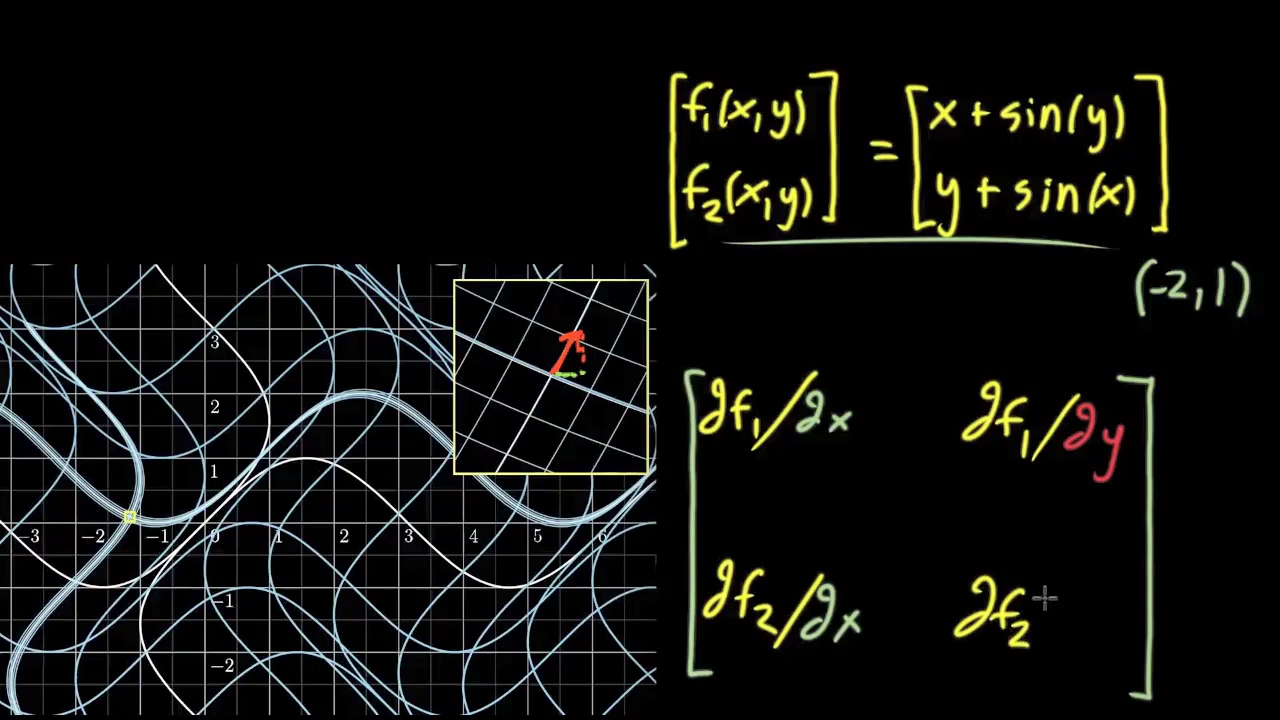 f₁(x,y) = x + sin(y)
f₂(x,y) y + sin(x)
(-2,1)
∂f₁/∂x ∂f₁/∂y
∂f₂/∂x ∂f₂
3
2
1
-3 -2 -1 0 1 2 3 4 5 6
-1
-2